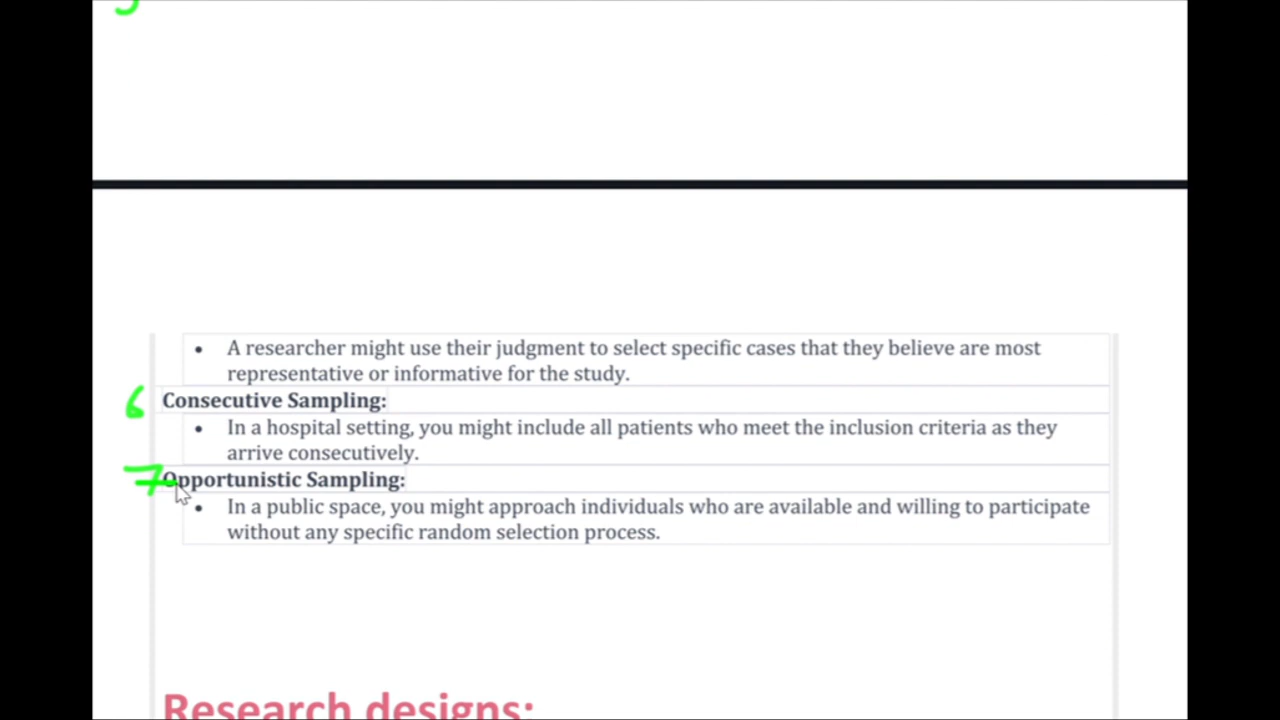 • A researcher might use their judgment to select specific cases that they believe are most
representative or informative for the study.
6 Consecutive Sampling:
• In a hospital setting, you might include all patients who meet the inclusion criteria as they
arrive consecutively.
7 Opportunistic Sampling:
• In a public space, you might approach individuals who are available and willing to participate
without any specific random selection process.
Research designs: